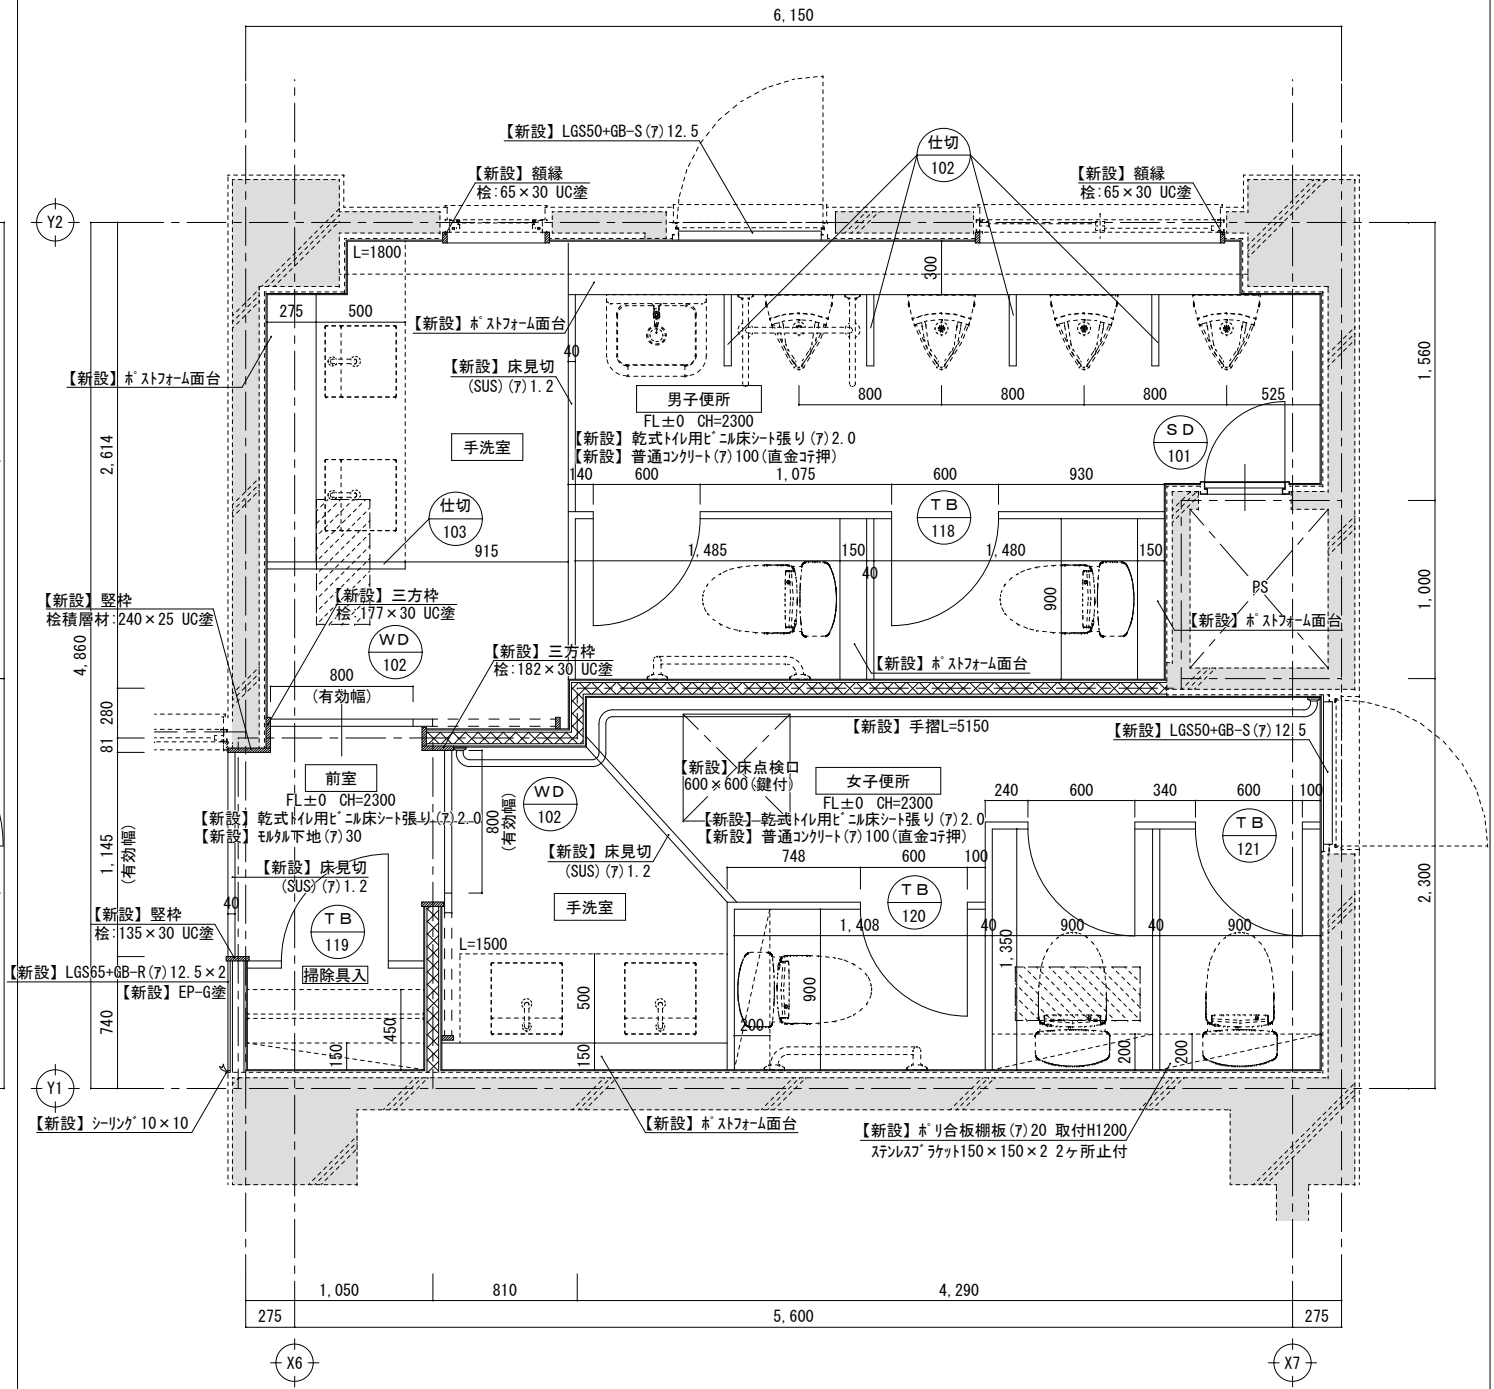 6,150
【新設】LGS50+GB-S(ｱ)12.5
仕切
102
【新設】額縁
桧:65×30 UC塗
【新設】額縁
桧:65×30 UC塗
Y2
L=1800
300
275
500
【新設】ﾎﾟｽﾄﾌｫｰﾑ面台
40
1,560
【新設】床見切
(SUS)(ｱ)1.2
【新設】ﾎﾟｽﾄﾌｫｰﾑ面台
男子便所
FL±0 CH=2300
【新設】乾式ﾄｲﾚ用ﾋﾞﾆﾙ床ｼｰﾄ張り(ｱ)2.0
【新設】普通ｺﾝｸﾘｰﾄ(ｱ)100(直金ｺﾃ押)
800
800
800
525
SD
101
手洗室
2,614
140
600
1,075
600
930
仕切
103
TB
118
915
1,485
150
40
1,480
150
900
PS
1,000
【新設】竪枠
桧積層材:240×25 UC塗
【新設】三方枠
桧:177×30 UC塗
【新設】ﾎﾟｽﾄﾌｫｰﾑ面台
WD
102
【新設】三方枠
桧:182×30 UC塗
【新設】ﾎﾟｽﾄﾌｫｰﾑ面台
4,860
800
(有効幅)
280
81
【新設】手摺L=5150
【新設】LGS50+GB-S(ｱ)12.5
前室
FL±0 CH=2300
【新設】乾式ﾄｲﾚ用ﾋﾞﾆﾙ床ｼｰﾄ張り(ｱ)2.0
【新設】ﾓﾙﾀﾙ下地(ｱ)30
WD
102
800
(有効幅)
【新設】床点検口
600×600(鍵付)
女子便所
FL±0 CH=2300
【新設】乾式ﾄｲﾚ用ﾋﾞﾆﾙ床ｼｰﾄ張り(ｱ)2.0
【新設】普通ｺﾝｸﾘｰﾄ(ｱ)100(直金ｺﾃ押)
240
600
340
600
100
TB
121
1,145
(有効幅)
【新設】床見切
(SUS)(ｱ)1.2
【新設】床見切
(SUS)(ｱ)1.2
748
600
100
TB
120
2,300
40
【新設】竪枠
桧:135×30 UC塗
TB
119
手洗室
1,408
40
900
40
900
1,350
【新設】LGS65+GB-R(ｱ)12.5×2
【新設】EP-G塗
掃除具入
L=1500
740
450
150
500
150
200
900
200
200
Y1
【新設】ｼｰﾘﾝｸﾞ10×10
【新設】ﾎﾟｽﾄﾌｫｰﾑ面台
【新設】ﾎﾟﾘ合板棚板(ｱ)20 取付H1200
ｽﾃﾝﾚｽﾌﾞﾗｹｯﾄ150×150×2 2ヶ所止付
1,050
810
4,290
275
5,600
275
X6
X7